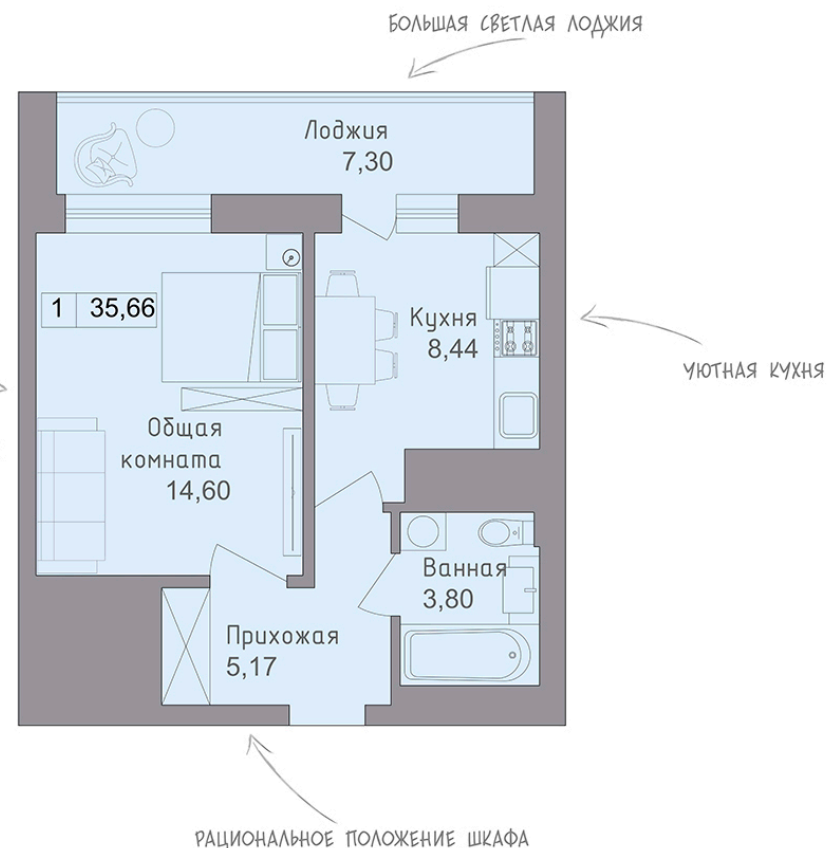 БОЛЬШАЯ СВЕТЛАЯ ЛОДЖИЯ
Лоджия
7,30
1 35,66
Кухня
8,44
УЮТНАЯ КУХНЯ
Общая
комната
14,60
Ванная
3,80
Прихожая
5,17
РАЦИОНАЛЬНОЕ ПОЛОЖЕНИЕ ШКАФА